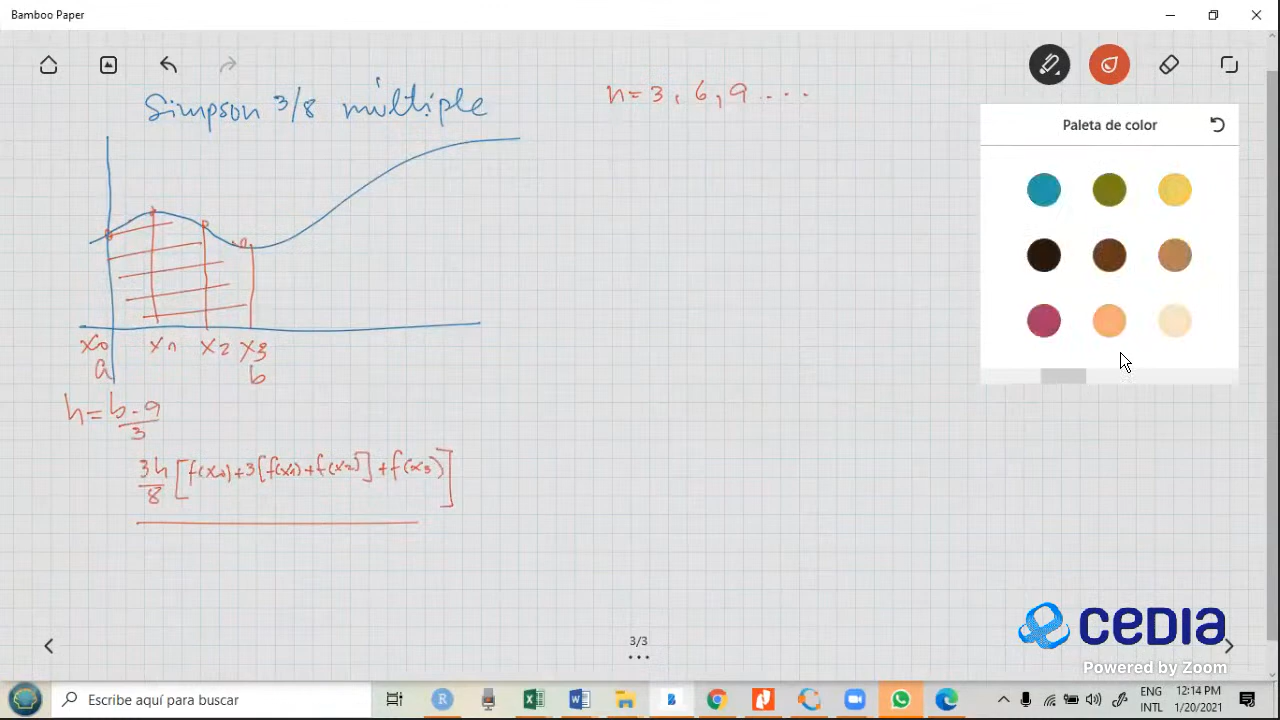 Bamboo Paper
Simpson 3/8 múltiple
n=3, 6, 9 ....
Paleta de color
x0 x1 x2 x3
a b
h = b-a/3
3h/8 [f(x0)+3[f(x1)+f(x2)]+f(x3)]
cedia
Powered by Zoom
3/3
Escribe aquí para buscar
ENG 12:14 PM
INTL 1/20/2021